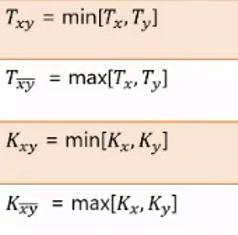 T_xy = min[T_x, T_y]
T_x̅y̅ = max[T_x, T_y]
K_xy = min[K_x, K_y]
K_x̅y̅ = max[K_x, K_y]